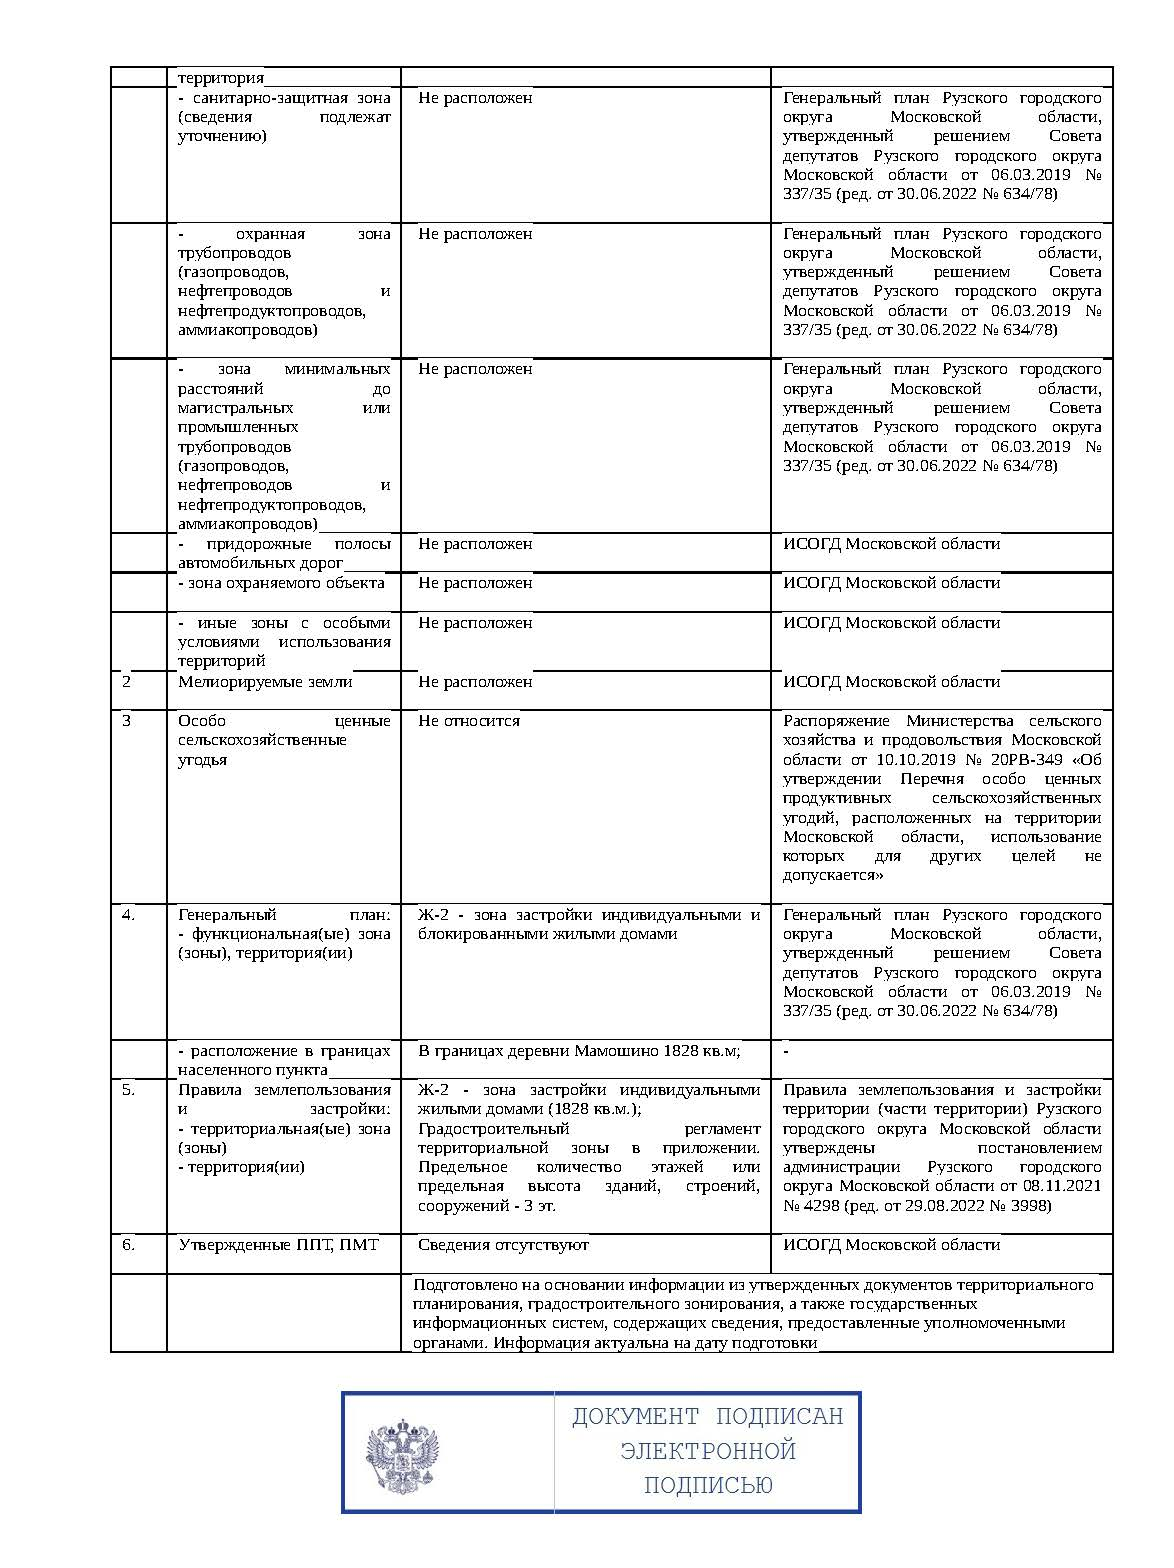 территория
- санитарно-защитная зона
(сведения подлежат
уточнению)
Не расположен
Генеральный план Рузского городского
округа Московской области,
утвержденный решением Совета
депутатов Рузского городского округа
Московской области от 06.03.2019 №
337/35 (ред. от 30.06.2022 № 634/78)
- охранная зона
трубопроводов
(газопроводов,
нефтепроводов и
нефтепродуктопроводов,
аммиакопроводов)
Не расположен
Генеральный план Рузского городского
округа Московской области,
утвержденный решением Совета
депутатов Рузского городского округа
Московской области от 06.03.2019 №
337/35 (ред. от 30.06.2022 № 634/78)
- зона минимальных
расстояний до
магистральных или
промышленных
трубопроводов
(газопроводов,
нефтепроводов и
нефтепродуктопроводов,
аммиакопроводов)
Не расположен
Генеральный план Рузского городского
округа Московской области,
утвержденный решением Совета
депутатов Рузского городского округа
Московской области от 06.03.2019 №
337/35 (ред. от 30.06.2022 № 634/78)
- придорожные полосы
автомобильных дорог
Не расположен
ИСОГД Московской области
- зона охраняемого объекта
Не расположен
ИСОГД Московской области
- иные зоны с особыми
условиями использования
территорий
Не расположен
ИСОГД Московской области
2
Мелиорируемые земли
Не расположен
ИСОГД Московской области
3
Особо ценные
сельскохозяйственные
угодья
Не относится
Распоряжение Министерства сельского
хозяйства и продовольствия Московской
области от 10.10.2019 № 20РВ-349 «Об
утверждении Перечня особо ценных
продуктивных сельскохозяйственных
угодий, расположенных на территории
Московской области, использование
которых для других целей не
допускается»
4.
Генеральный план:
- функциональная(ые) зона
(зоны), территория(ии)
Ж-2 - зона застройки индивидуальными и
блокированными жилыми домами
Генеральный план Рузского городского
округа Московской области,
утвержденный решением Совета
депутатов Рузского городского округа
Московской области от 06.03.2019 №
337/35 (ред. от 30.06.2022 № 634/78)
- расположение в границах
населенного пункта
В границах деревни Мамошино 1828 кв.м;
-
5.
Правила землепользования
и застройки:
- территориальная(ые) зона
(зоны)
- территория(ии)
Ж-2 - зона застройки индивидуальными
жилыми домами (1828 кв.м.);
Градостроительный регламент
территориальной зоны в приложении.
Предельное количество этажей или
предельная высота зданий, строений,
сооружений - 3 эт.
Правила землепользования и застройки
территории (части территории) Рузского
городского округа Московской области
утверждены постановлением
администрации Рузского городского
округа Московской области от 08.11.2021
№ 4298 (ред. от 29.08.2022 № 3998)
6.
Утвержденные ППТ, ПМТ
Сведения отсутствуют
ИСОГД Московской области
Подготовлено на основании информации из утвержденных документов территориального
планирования, градостроительного зонирования, а также государственных
информационных систем, содержащих сведения, предоставленные уполномоченными
органами. Информация актуальна на дату подготовки
ДОКУМЕНТ ПОДПИСАН
ЭЛЕКТРОННОЙ
ПОДПИСЬЮ